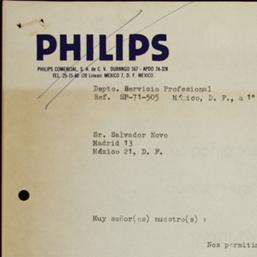 PHILIPS
PHILIPS COMERCIAL, S. A. de C. V. DURANGO 167 - APDO 24-328
TEL. 25-15-40 (20 Lineas) MEXICO 7, D. F. MEXICO
Depto. Servicio Profesional
Ref. SP-71-505 México, D. F., a 1°
Sr. Salvador Novo
Madrid 13
México 21, D. F.
Muy señor(es) nuestro(s) :
Nos permiti